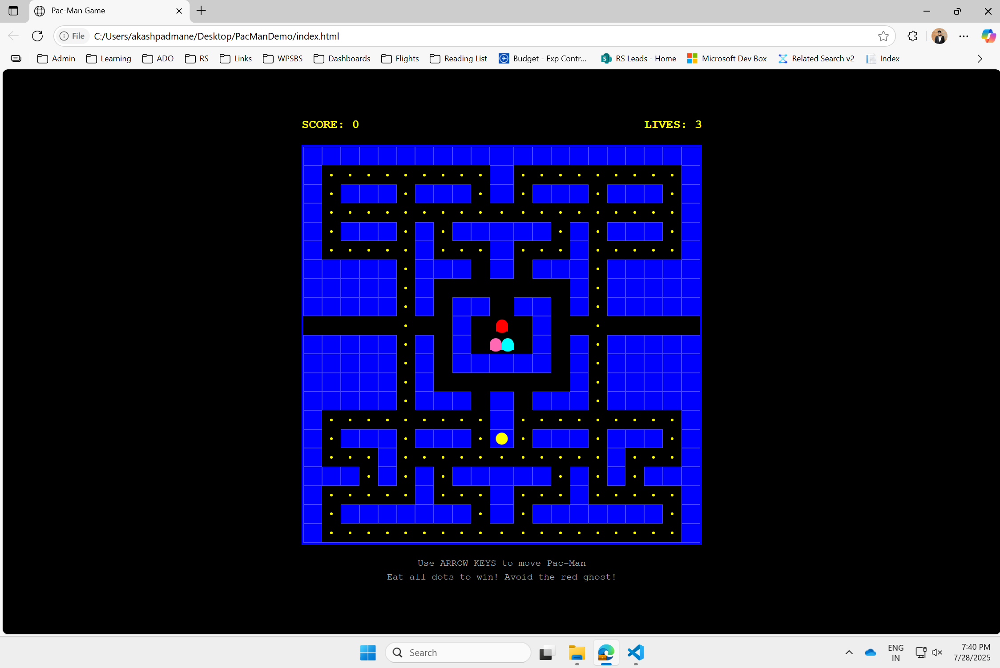 Pac-Man Game
File C:/Users/akashpadmane/Desktop/PacManDemo/index.html
Admin Learning ADO RS Links WPSBS Dashboards Flights Reading List Budget - Exp Contr... RS Leads - Home Microsoft Dev Box Related Search v2 Index
SCORE: 0 LIVES: 3
Use ARROW KEYS to move Pac-Man
Eat all dots to win! Avoid the red ghost!
Search
ENG
IN
7:40 PM
7/28/2025